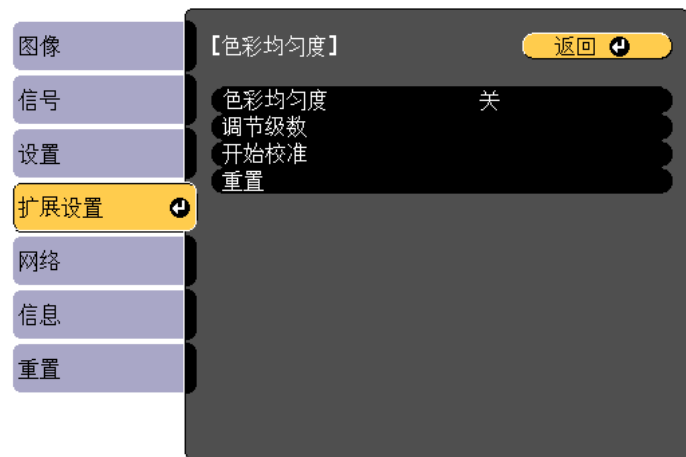 图像
信号
设置
扩展设置
网络
信息
重置
【色彩均匀度】
返回
色彩均匀度 关
调节级数
开始校准
重置